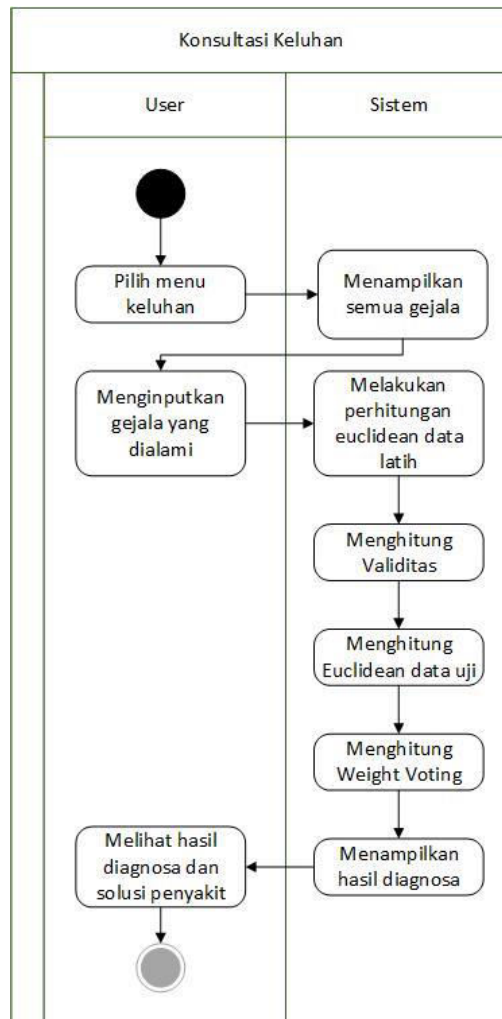 Konsultasi Keluhan
User
Sistem
Pilih menu
keluhan
Menampilkan
semua gejala
Menginputkan
gejala yang
dialami
Melakukan
perhitungan
euclidean data
latih
Menghitung
Validitas
Menghitung
Euclidean data uji
Menghitung
Weight Voting
Menampilkan
hasil diagnosa
Melihat hasil
diagnosa dan
solusi penyakit